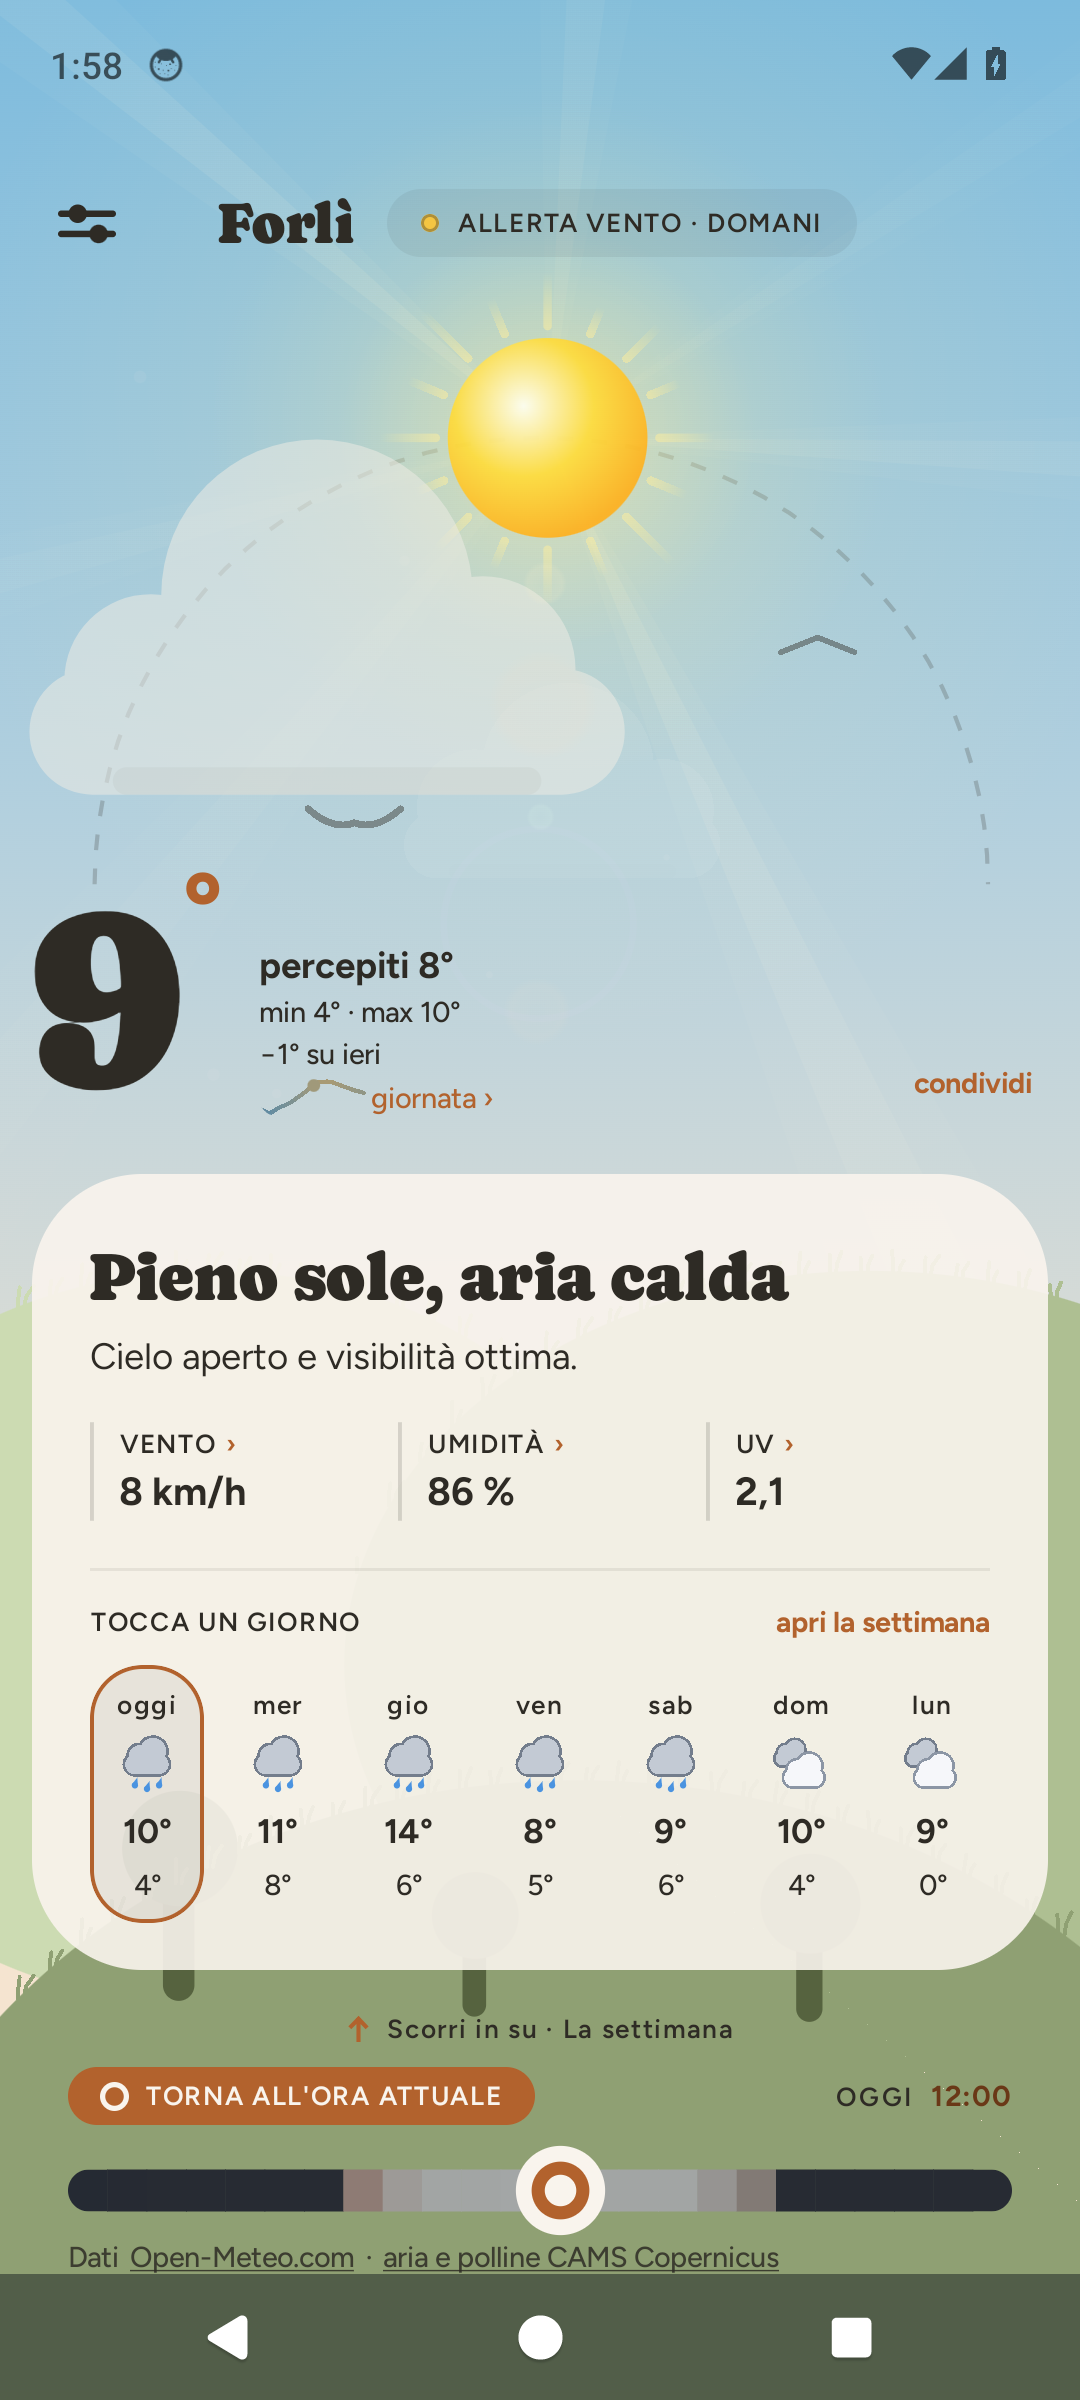 1:58
Forlì
ALLERTA VENTO · DOMANI
9°
percepiti 8°
min 4° · max 10°
−1° su ieri
giornata ›
condividi
Pieno sole, aria calda
Cielo aperto e visibilità ottima.
VENTO › UMIDITÀ › UV ›
8 km/h 86 % 2,1
TOCCA UN GIORNO apri la settimana
oggi mer gio ven sab dom lun
10° 11° 14° 8° 9° 10° 9°
4° 8° 6° 5° 6° 4° 0°
↑ Scorri in su · La settimana
TORNA ALL'ORA ATTUALE OGGI 12:00
Dati Open-Meteo.com · aria e polline CAMS Copernicus